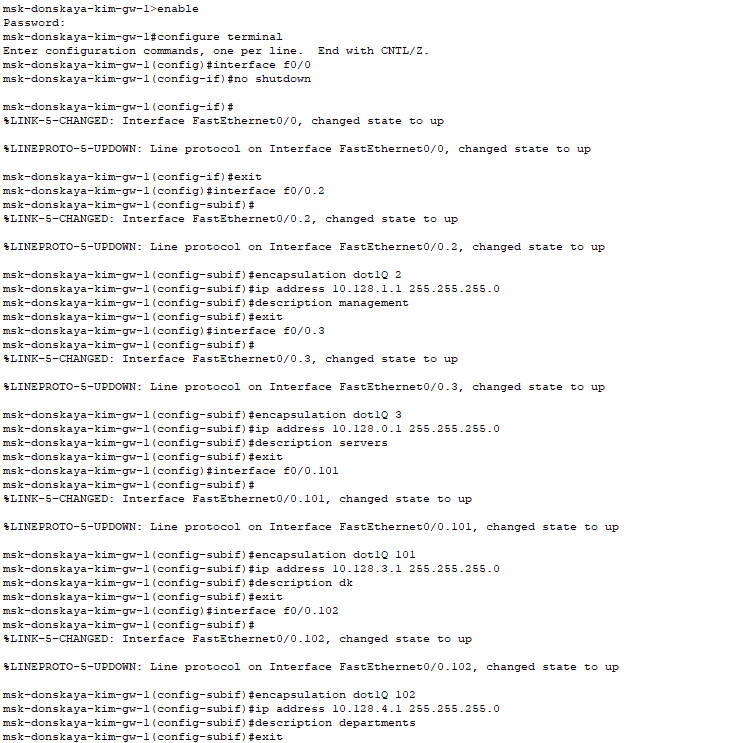 msk-donskaya-kim-gw-1>enable
Password:
msk-donskaya-kim-gw-1#configure terminal
Enter configuration commands, one per line.  End with CNTL/Z.
msk-donskaya-kim-gw-1(config)#interface f0/0
msk-donskaya-kim-gw-1(config-if)#no shutdown
msk-donskaya-kim-gw-1(config-if)#
%LINK-5-CHANGED: Interface FastEthernet0/0, changed state to up
%LINEPROTO-5-UPDOWN: Line protocol on Interface FastEthernet0/0, changed state to up
msk-donskaya-kim-gw-1(config-if)#exit
msk-donskaya-kim-gw-1(config)#interface f0/0.2
msk-donskaya-kim-gw-1(config-subif)#
%LINK-5-CHANGED: Interface FastEthernet0/0.2, changed state to up
%LINEPROTO-5-UPDOWN: Line protocol on Interface FastEthernet0/0.2, changed state to up
msk-donskaya-kim-gw-1(config-subif)#encapsulation dot1Q 2
msk-donskaya-kim-gw-1(config-subif)#ip address 10.128.1.1 255.255.255.0
msk-donskaya-kim-gw-1(config-subif)#description management
msk-donskaya-kim-gw-1(config-subif)#exit
msk-donskaya-kim-gw-1(config)#interface f0/0.3
msk-donskaya-kim-gw-1(config-subif)#
%LINK-5-CHANGED: Interface FastEthernet0/0.3, changed state to up
%LINEPROTO-5-UPDOWN: Line protocol on Interface FastEthernet0/0.3, changed state to up
msk-donskaya-kim-gw-1(config-subif)#encapsulation dot1Q 3
msk-donskaya-kim-gw-1(config-subif)#ip address 10.128.0.1 255.255.255.0
msk-donskaya-kim-gw-1(config-subif)#description servers
msk-donskaya-kim-gw-1(config-subif)#exit
msk-donskaya-kim-gw-1(config)#interface f0/0.101
msk-donskaya-kim-gw-1(config-subif)#
%LINK-5-CHANGED: Interface FastEthernet0/0.101, changed state to up
%LINEPROTO-5-UPDOWN: Line protocol on Interface FastEthernet0/0.101, changed state to up
msk-donskaya-kim-gw-1(config-subif)#encapsulation dot1Q 101
msk-donskaya-kim-gw-1(config-subif)#ip address 10.128.3.1 255.255.255.0
msk-donskaya-kim-gw-1(config-subif)#description dk
msk-donskaya-kim-gw-1(config-subif)#exit
msk-donskaya-kim-gw-1(config)#interface f0/0.102
msk-donskaya-kim-gw-1(config-subif)#
%LINK-5-CHANGED: Interface FastEthernet0/0.102, changed state to up
%LINEPROTO-5-UPDOWN: Line protocol on Interface FastEthernet0/0.102, changed state to up
msk-donskaya-kim-gw-1(config-subif)#encapsulation dot1Q 102
msk-donskaya-kim-gw-1(config-subif)#ip address 10.128.4.1 255.255.255.0
msk-donskaya-kim-gw-1(config-subif)#description departments
msk-donskaya-kim-gw-1(config-subif)#exit